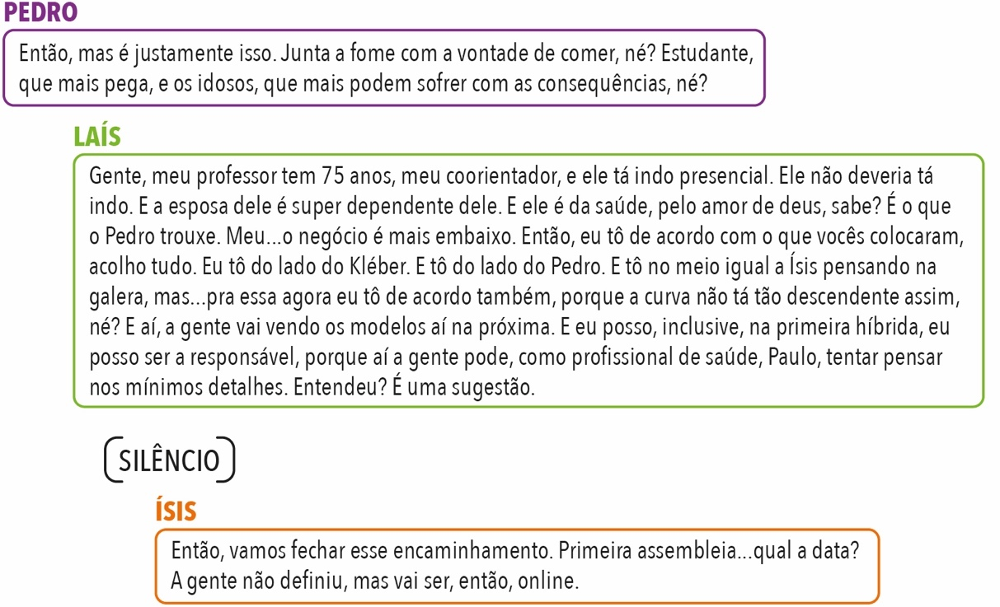 PEDRO
Então, mas é justamente isso. Junta a fome com a vontade de comer, né? Estudante,
que mais pega, e os idosos, que mais podem sofrer com as consequências, né?
LAÍS
Gente, meu professor tem 75 anos, meu coorientador, e ele tá indo presencial. Ele não deveria tá
indo. E a esposa dele é super dependente dele. E ele é da saúde, pelo amor de deus, sabe? É o que
o Pedro trouxe. Meu...o negócio é mais embaixo. Então, eu tô de acordo com o que vocês colocaram,
acolho tudo. Eu tô do lado do Kléber. E tô do lado do Pedro. E tô no meio igual a Ísis pensando na
galera, mas...pra essa agora eu tô de acordo também, porque a curva não tá tão descendente assim,
né? E aí, a gente vai vendo os modelos aí na próxima. E eu posso, inclusive, na primeira híbrida, eu
posso ser a responsável, porque aí a gente pode, como profissional de saúde, Paulo, tentar pensar
nos mínimos detalhes. Entendeu? É uma sugestão.
[SILÊNCIO]
ÍSIS
Então, vamos fechar esse encaminhamento. Primeira assembleia...qual a data?
A gente não definiu, mas vai ser, então, online.